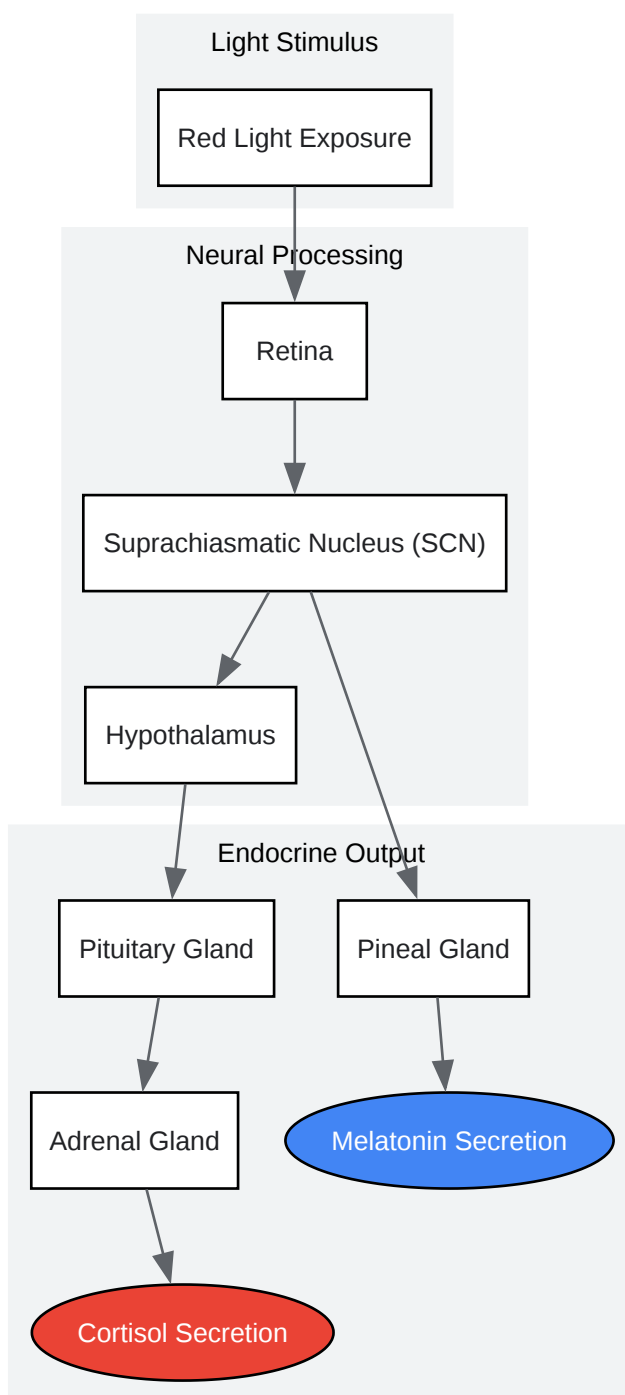 Light Stimulus
Red Light Exposure
Neural Processing
Retina
Suprachiasmatic Nucleus (SCN)
Hypothalamus
Endocrine Output
Pituitary Gland
Pineal Gland
Adrenal Gland
Melatonin Secretion
Cortisol Secretion